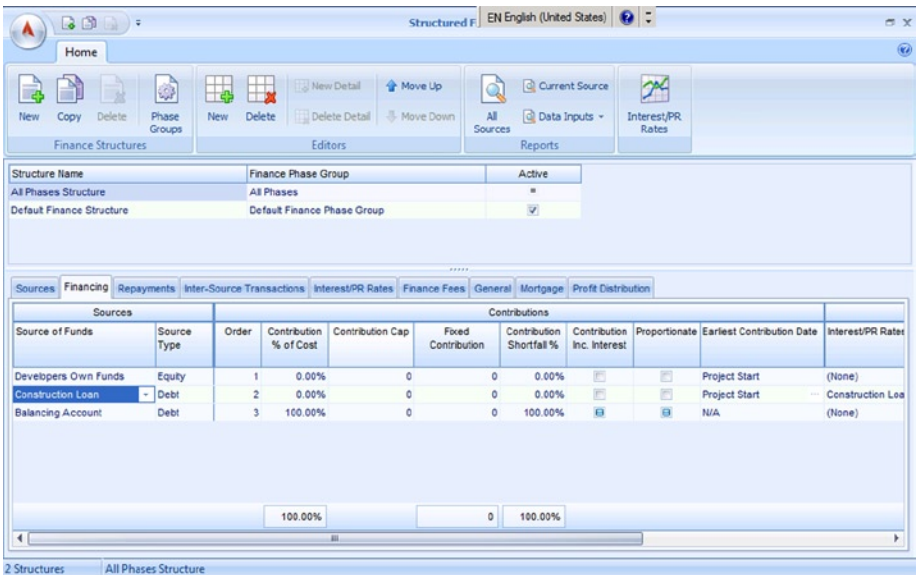 Structured F
EN English (United States)
Home
New
Copy
Delete
Phase Groups
Finance Structures
New
Delete
New Detail
Delete Detail
Move Up
Move Down
Editors
All Sources
Current Source
Data Inputs
Reports
Interest/PR Rates
Structure Name Finance Phase Group Active
All Phases Structure All Phases
Default Finance Structure Default Finance Phase Group
Sources Financing Repayments Inter-Source Transactions Interest/PR Rates Finance Fees General Mortgage Profit Distribution
Sources Contributions
Source of Funds Source Type Order Contribution % of Cost Contribution Cap Fixed Contribution Contribution Shortfall % Contribution Inc. Interest Proportionate Earliest Contribution Date Interest/PR Rates
Developers Own Funds Equity 1 0.00% 0 0 0.00% Project Start (None)
Construction Loan Debt 2 0.00% 0 0 0.00% Project Start ... Construction Loa
Balancing Account Debt 3 100.00% 0 0 100.00% N/A (None)
100.00% 0 100.00%
2 Structures All Phases Structure